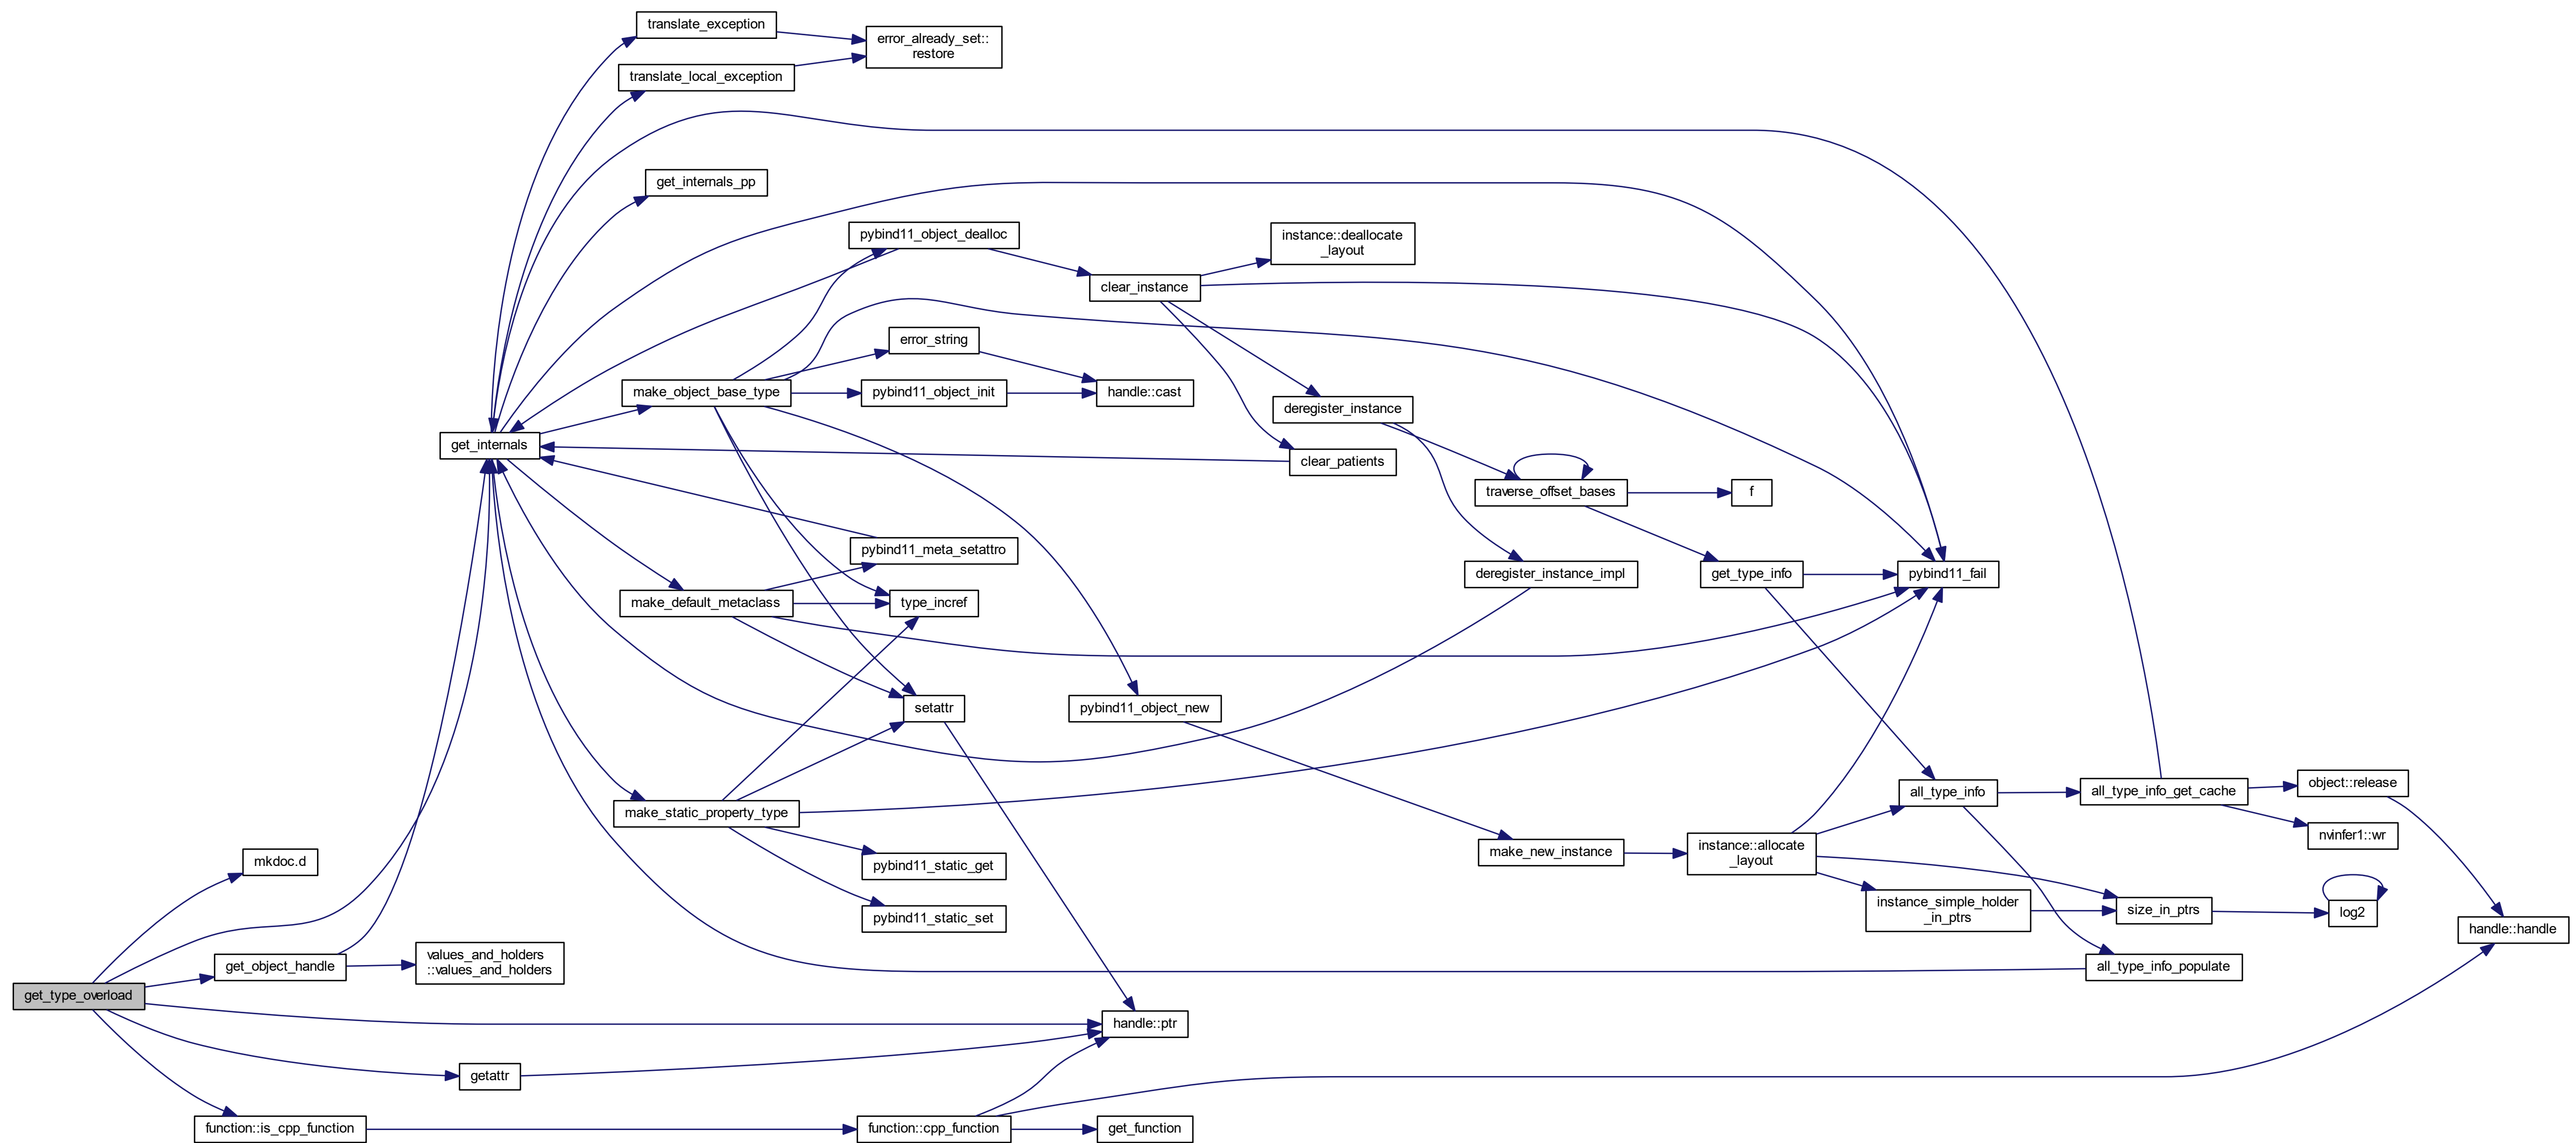 translate_exception
error_already_set::
restore
translate_local_exception
get_internals_pp
pybind11_object_dealloc
instance::deallocate
_layout
clear_instance
error_string
make_object_base_type
pybind11_object_init
handle::cast
deregister_instance
get_internals
clear_patients
traverse_offset_bases
f
pybind11_meta_setattro
deregister_instance_impl
get_type_info
pybind11_fail
make_default_metaclass
type_incref
setattr
pybind11_object_new
make_static_property_type
all_type_info
all_type_info_get_cache
object::release
nvinfer1::wr
mkdoc.d
pybind11_static_get
make_new_instance
instance::allocate
_layout
pybind11_static_set
instance_simple_holder
_in_ptrs
size_in_ptrs
log2
handle::handle
get_object_handle
values_and_holders
::values_and_holders
all_type_info_populate
get_type_overload
handle::ptr
getattr
function::is_cpp_function
function::cpp_function
get_function